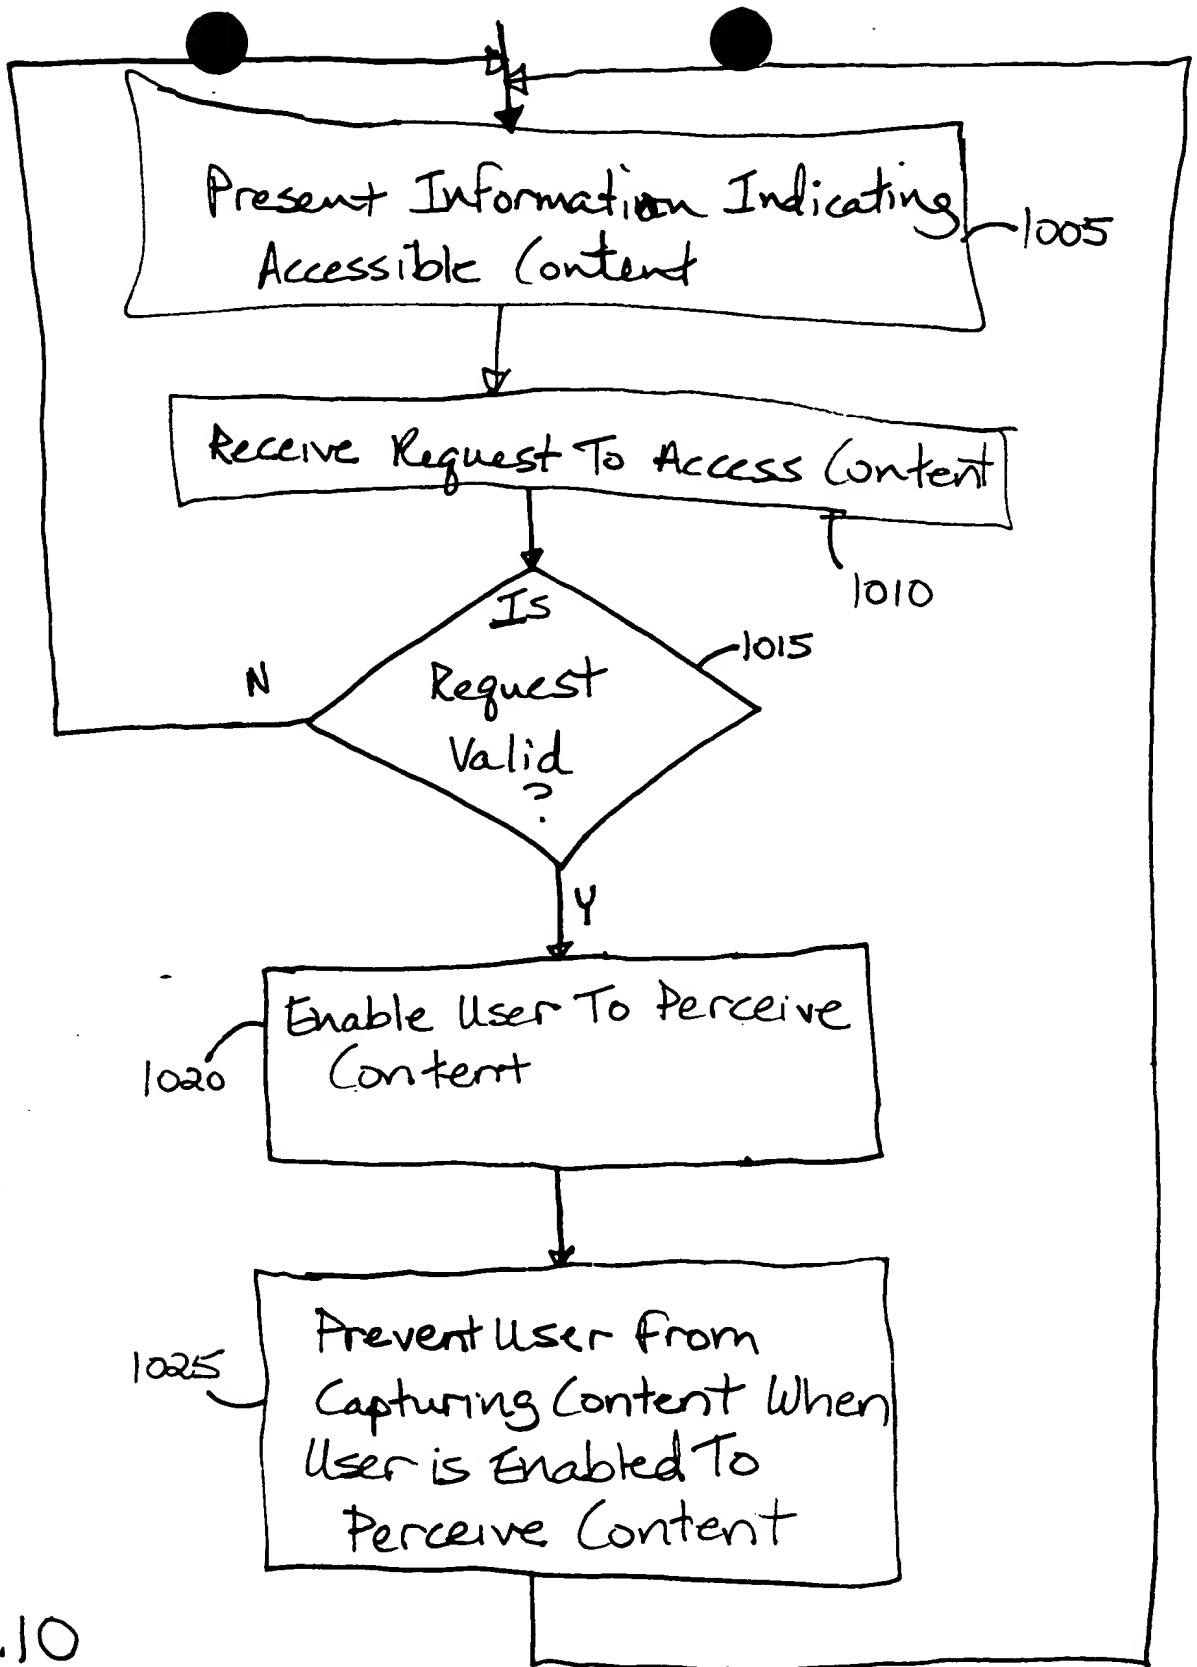 Present Information Indicating
Accessible Content
1005
Receive Request To Access Content
1010
Is
Request
Valid
?
1015
N
Y
Enable User To Perceive
Content
1020
Prevent User From
Capturing Content When
User is Enabled To
Perceive Content
1025
.10